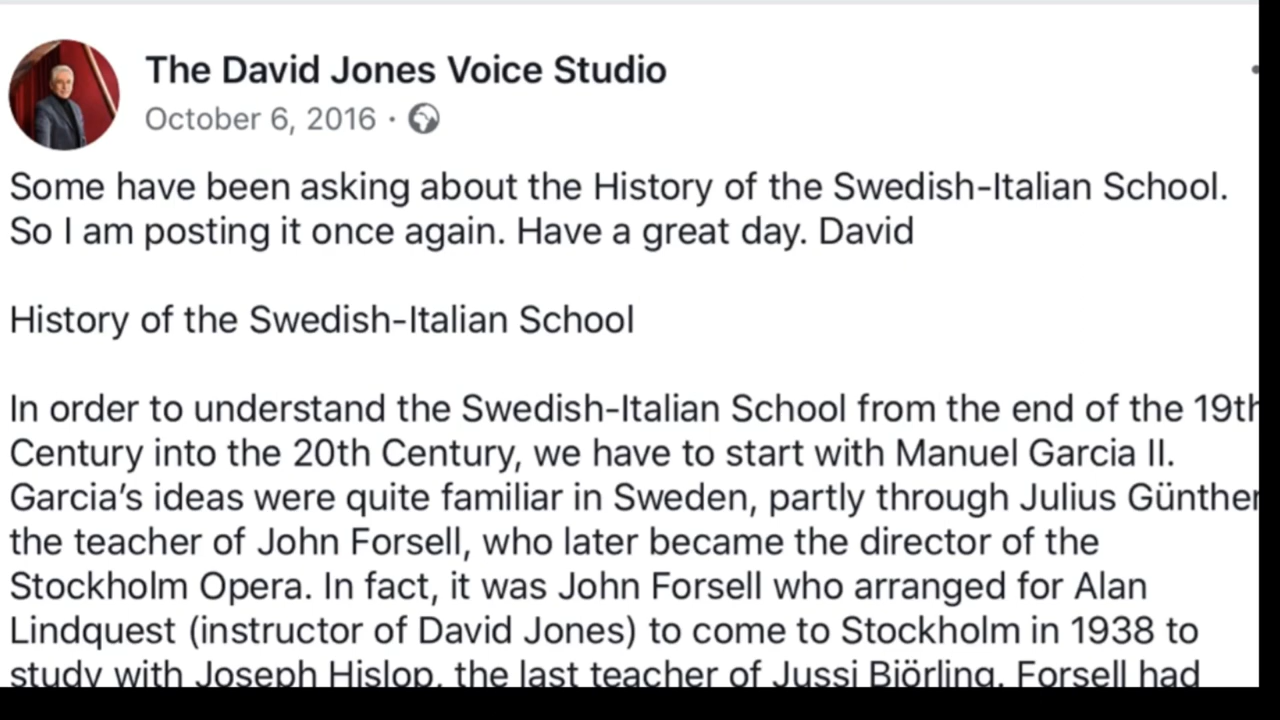 The David Jones Voice Studio
October 6, 2016 ·
Some have been asking about the History of the Swedish-Italian School.
So I am posting it once again. Have a great day. David
History of the Swedish-Italian School
In order to understand the Swedish-Italian School from the end of the 19th
Century into the 20th Century, we have to start with Manuel Garcia II.
Garcia’s ideas were quite familiar in Sweden, partly through Julius Günther
the teacher of John Forsell, who later became the director of the
Stockholm Opera. In fact, it was John Forsell who arranged for Alan
Lindquest (instructor of David Jones) to come to Stockholm in 1938 to
study with Joseph Hislop, the last teacher of Jussi Björling. Forsell had